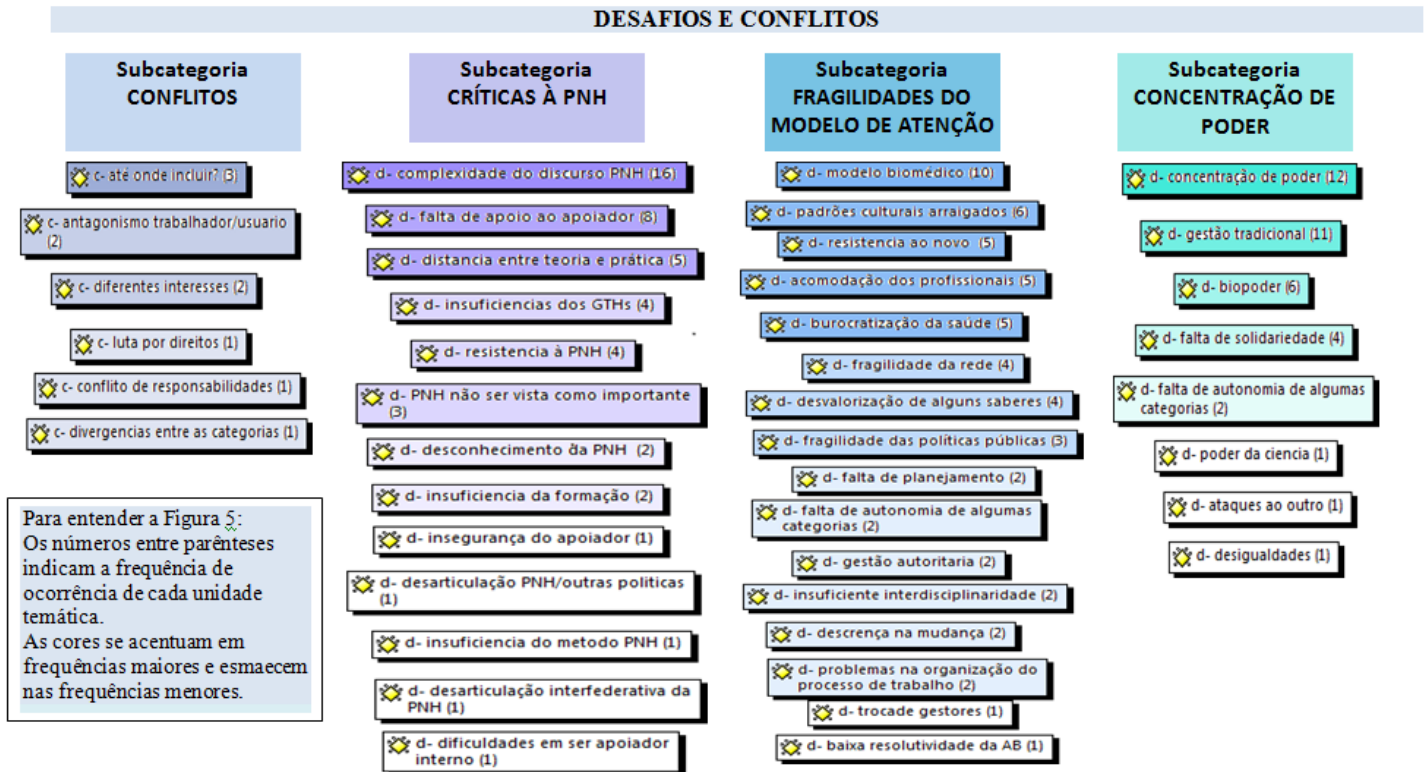 DESAFIOS E CONFLITOS
Subcategoria
CONFLITOS
c- até onde incluir? (3)
c- antagonismo trabalhador/usuario
(2)
c- diferentes interesses (2)
c- luta por direitos (1)
c- conflito de responsabilidades (1)
c- divergencias entre as categorias (1)
Para entender a Figura 5:
Os números entre parênteses
indicam a frequência de
ocorrência de cada unidade
temática.
As cores se acentuam em
frequências maiores e esmaecem
nas frequências menores.
Subcategoria
CRÍTICAS À PNH
d- complexidade do discurso PNH (16)
d- falta de apoio ao apoiador (8)
d- distancia entre teoria e prática (5)
d- insuficiencias dos GTHs (4)
d- resistencia à PNH (4)
d- PNH não ser vista como importante
(3)
d- desconhecimento da PNH (2)
d- insuficiencia da formação (2)
d- insegurança do apoiador (1)
d- desarticulação PNH/outras políticas
(1)
d- insuficiencia do metodo PNH (1)
d- desarticulação interfederativa da
PNH (1)
d- dificuldades em ser apoiador
interno (1)
Subcategoria
FRAGILIDADES DO
MODELO DE ATENÇÃO
d- modelo biomédico (10)
d- padrões culturais arraigados (6)
d- resistencia ao novo (5)
d- acomodação dos profissionais (5)
d- burocratização da saúde (5)
d- fragilidade da rede (4)
d- desvalorização de alguns saberes (4)
d- fragilidade das políticas públicas (3)
d- falta de planejamento (2)
d- falta de autonomia de algumas
categorias (2)
d- gestão autoritaria (2)
d- insuficiente interdisciplinaridade (2)
d- descrença na mudança (2)
d- problemas na organização do
processo de trabalho (2)
d- trocade gestores (1)
d- baixa resolutividade da AB (1)
Subcategoria
CONCENTRAÇÃO DE
PODER
d- concentração de poder (12)
d- gestão tradicional (11)
d- biopoder (6)
d- falta de solidariedade (4)
d- falta de autonomia de algumas
categorias (2)
d- poder da ciencia (1)
d- ataques ao outro (1)
d- desigualdades (1)